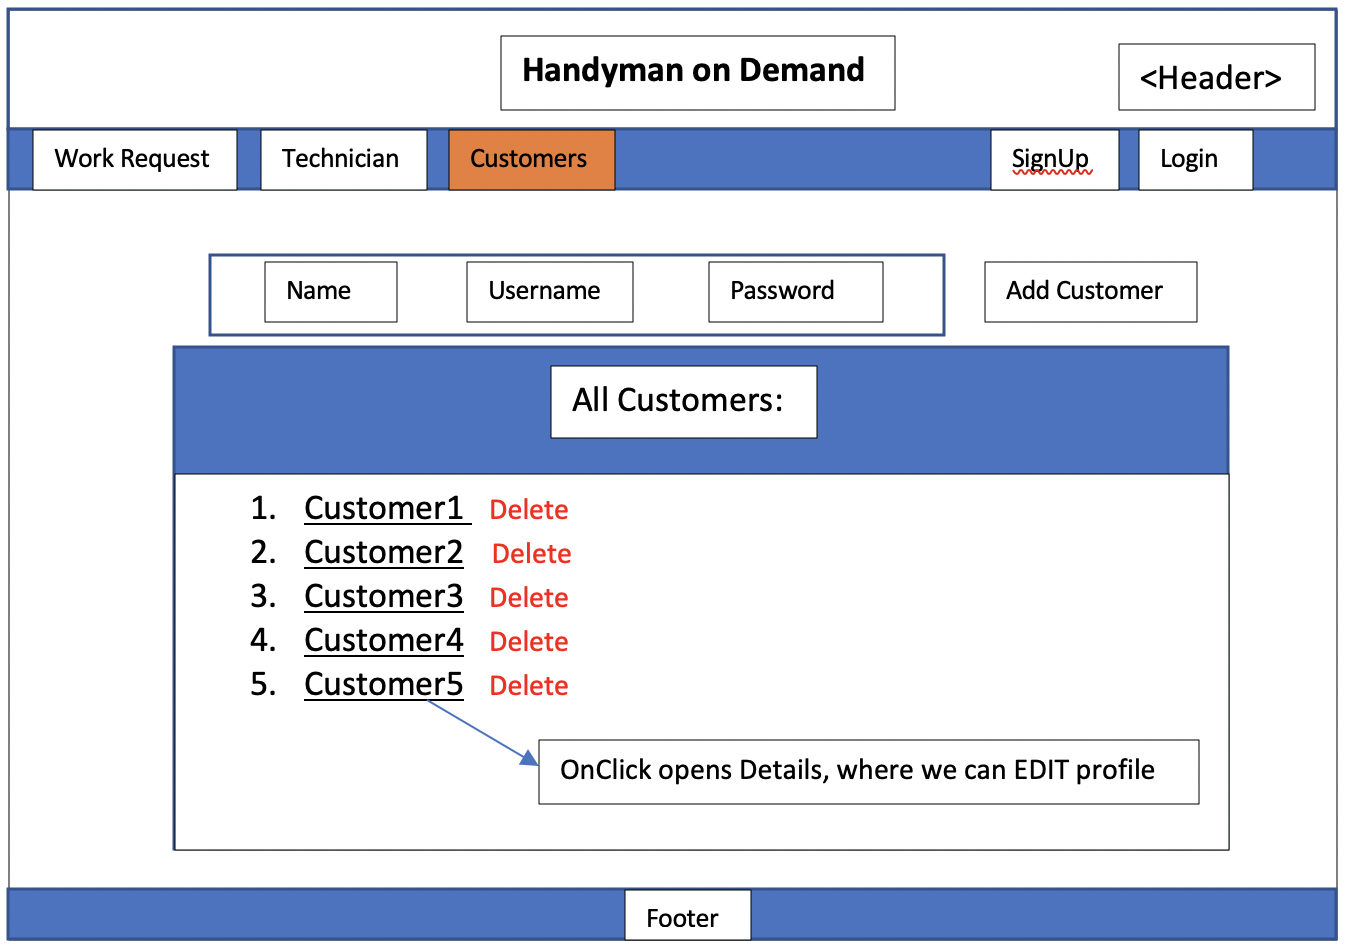 Handyman on Demand
<Header>
Work Request
Technician
Customers
SignUp
Login
Name
Username
Password
Add Customer
All Customers:
1. Customer1 Delete
2. Customer2 Delete
3. Customer3 Delete
4. Customer4 Delete
5. Customer5 Delete
OnClick opens Details, where we can EDIT profile
Footer